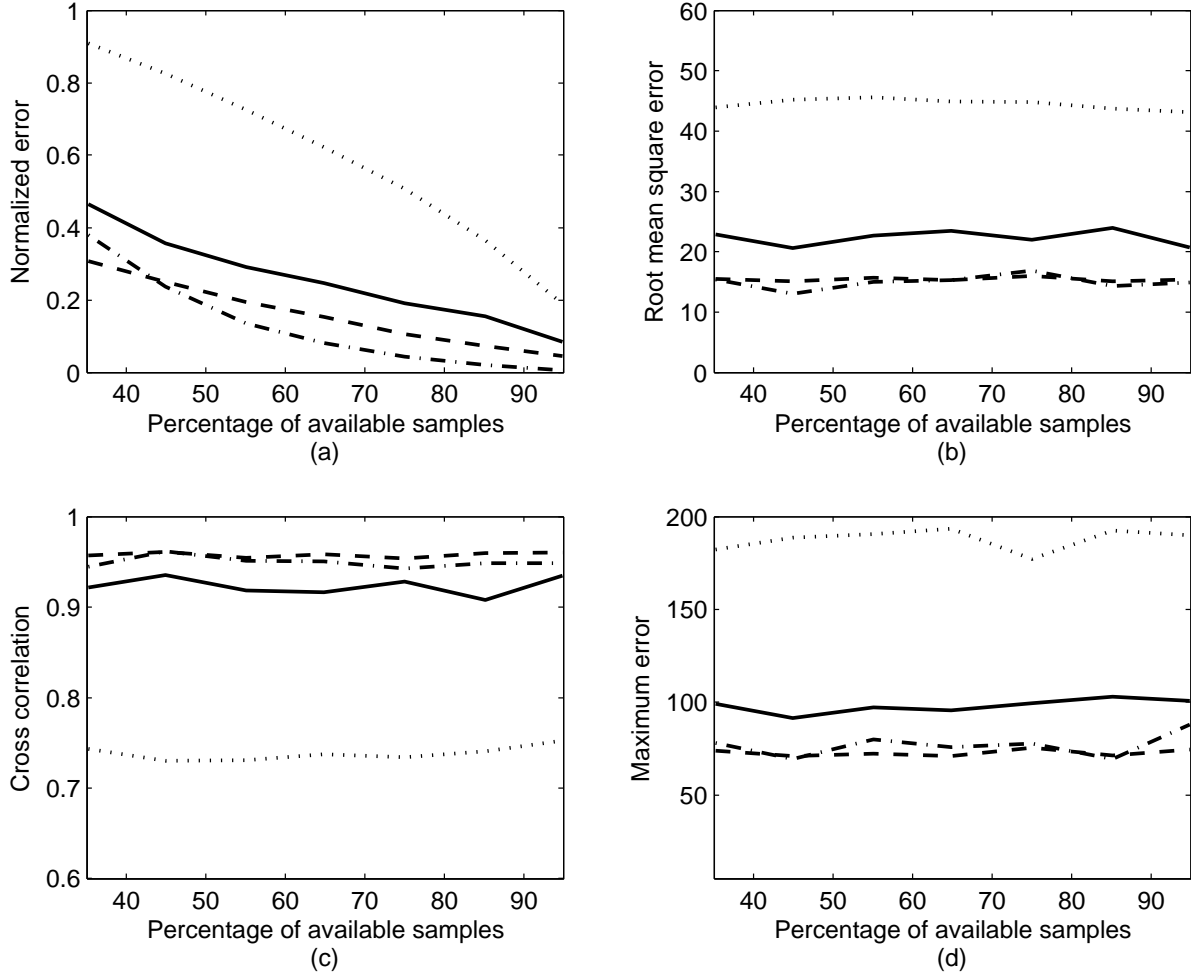 1
0.8
0.6
0.4
0.2
0
Normalized error
40 50 60 70 80 90
Percentage of available samples
(a)
60
50
40
30
20
10
0
Root mean square error
40 50 60 70 80 90
Percentage of available samples
(b)
1
0.9
0.8
0.7
0.6
Cross correlation
40 50 60 70 80 90
Percentage of available samples
(c)
200
150
100
50
Maximum error
40 50 60 70 80 90
Percentage of available samples
(d)